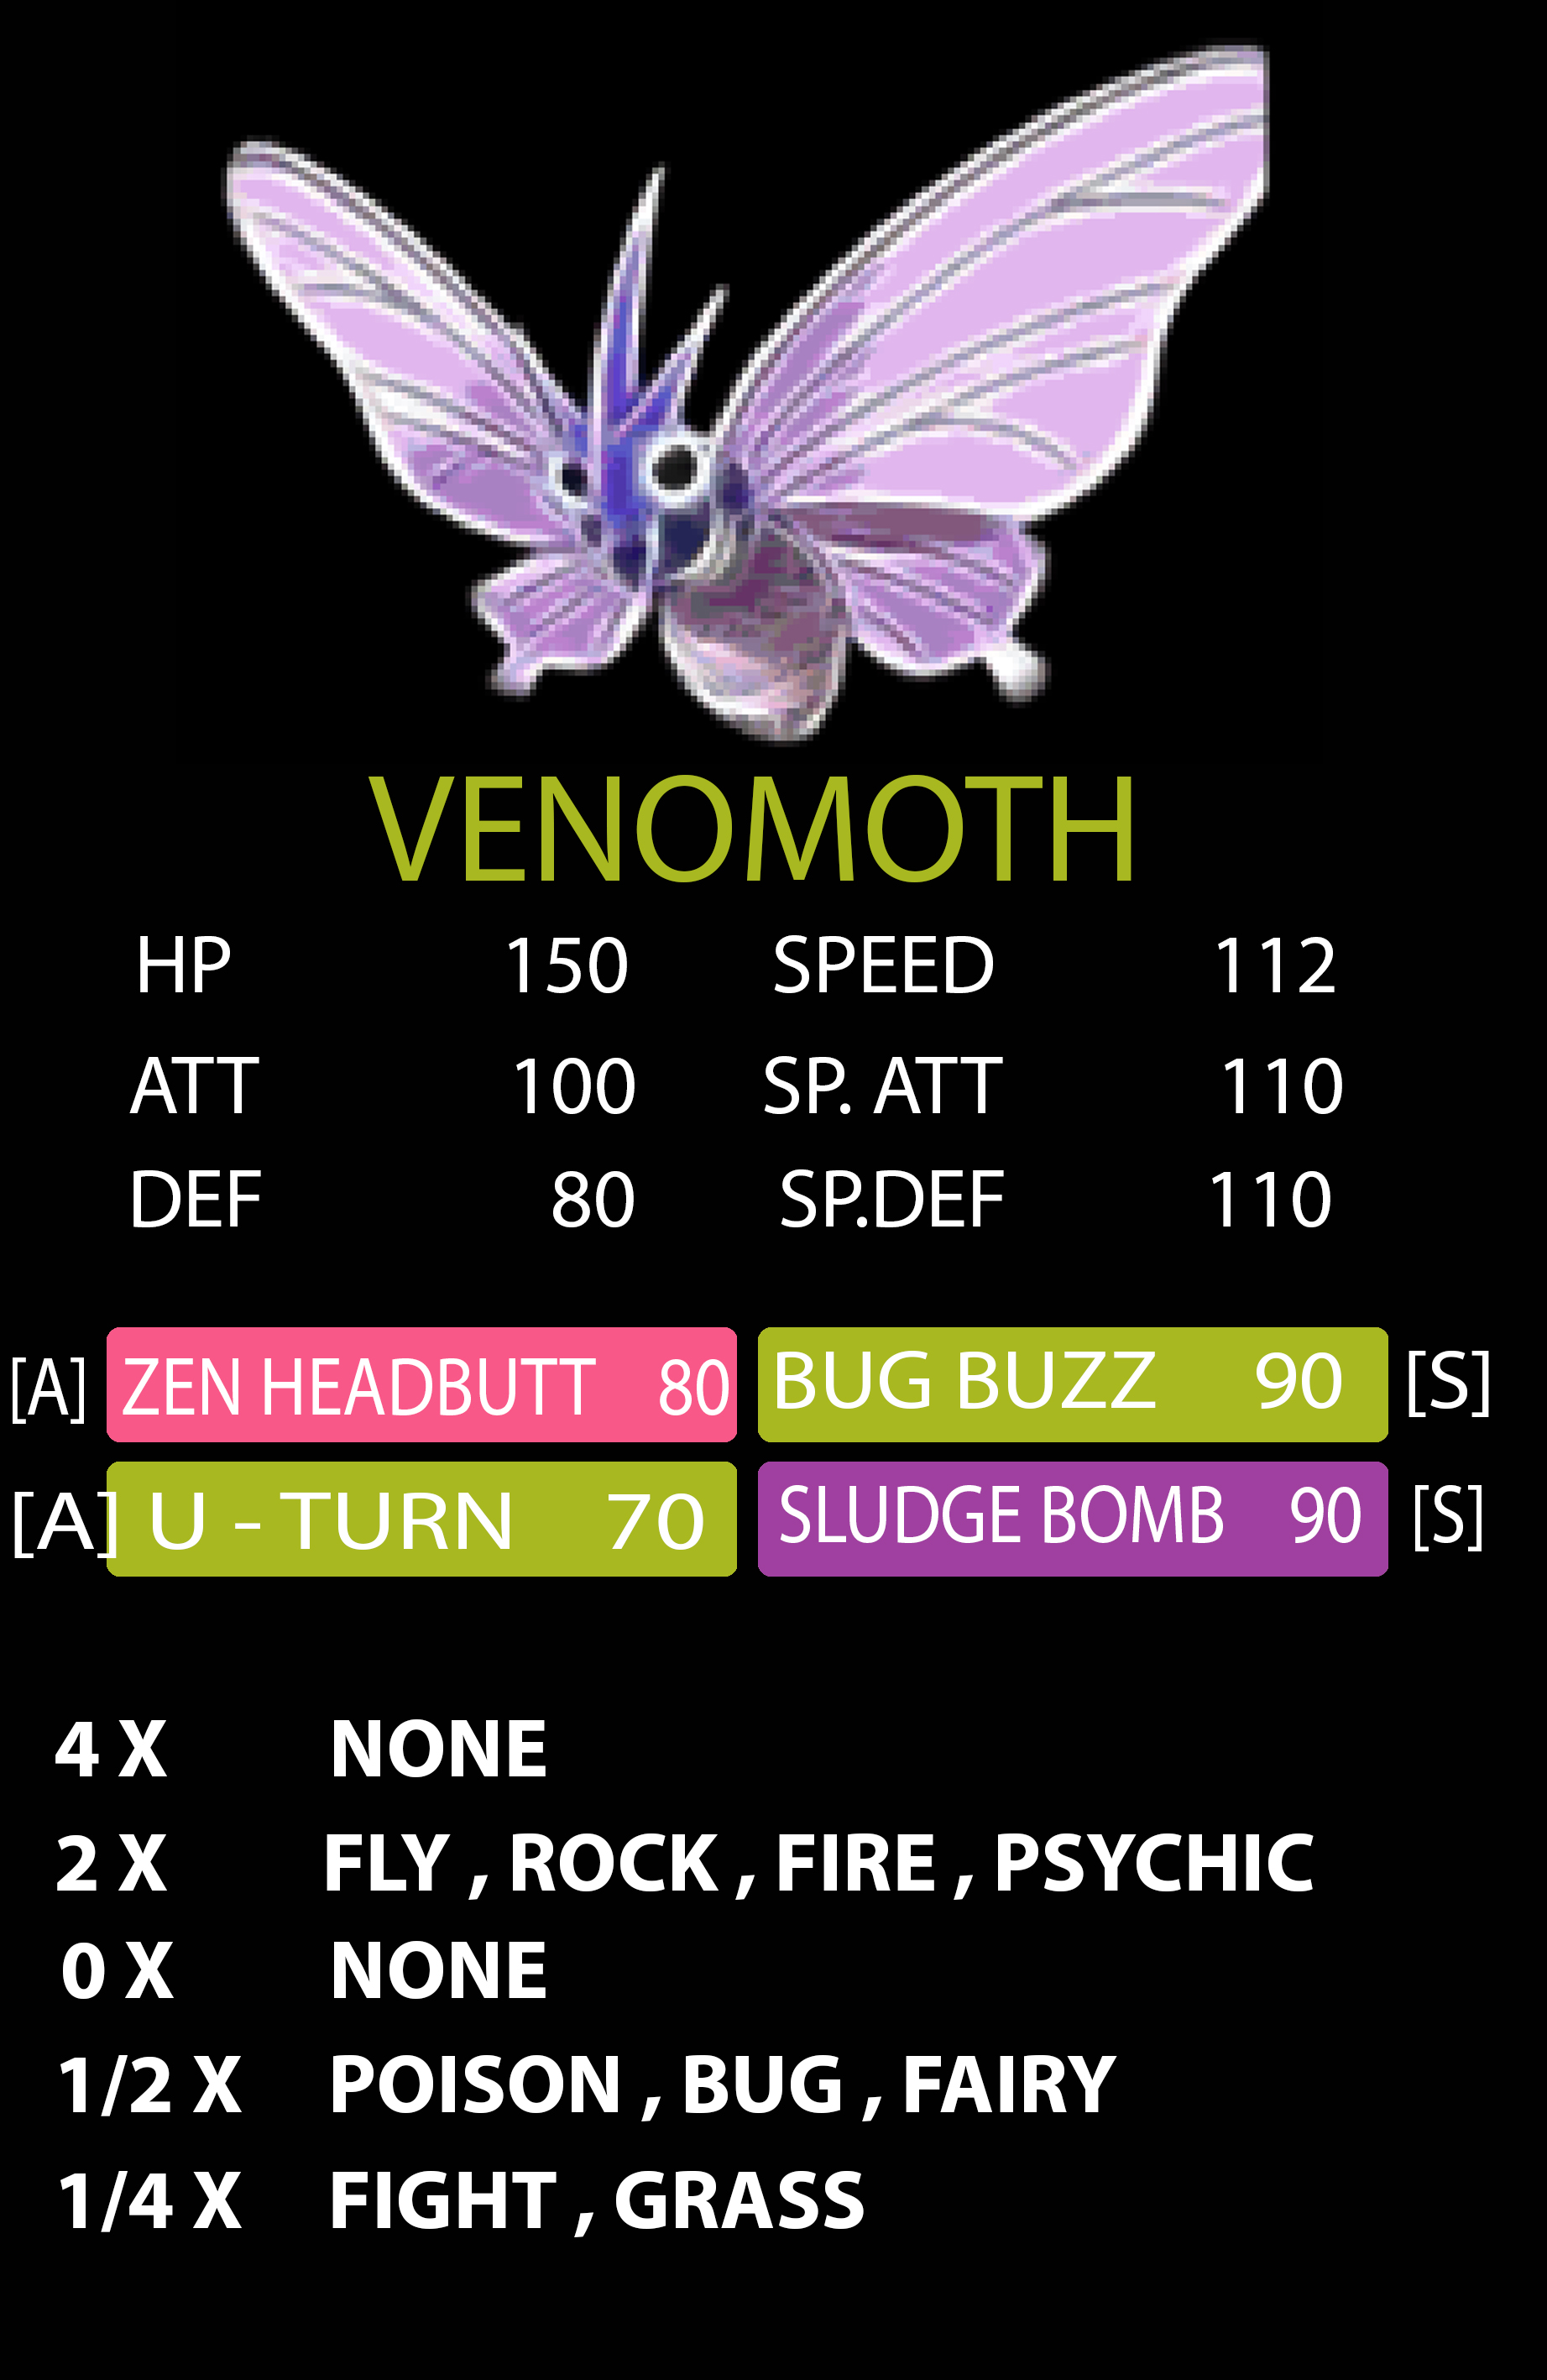 VENOMOTH
HP 150 SPEED 112
ATT 100 SP. ATT 110
DEF 80 SP.DEF 110
[A] ZEN HEADBUTT 80 BUG BUZZ 90 [S]
[A] U - TURN 70 SLUDGE BOMB 90 [S]
4 X NONE
2 X FLY , ROCK , FIRE , PSYCHIC
0 X NONE
1/2 X POISON , BUG , FAIRY
1/4 X FIGHT , GRASS